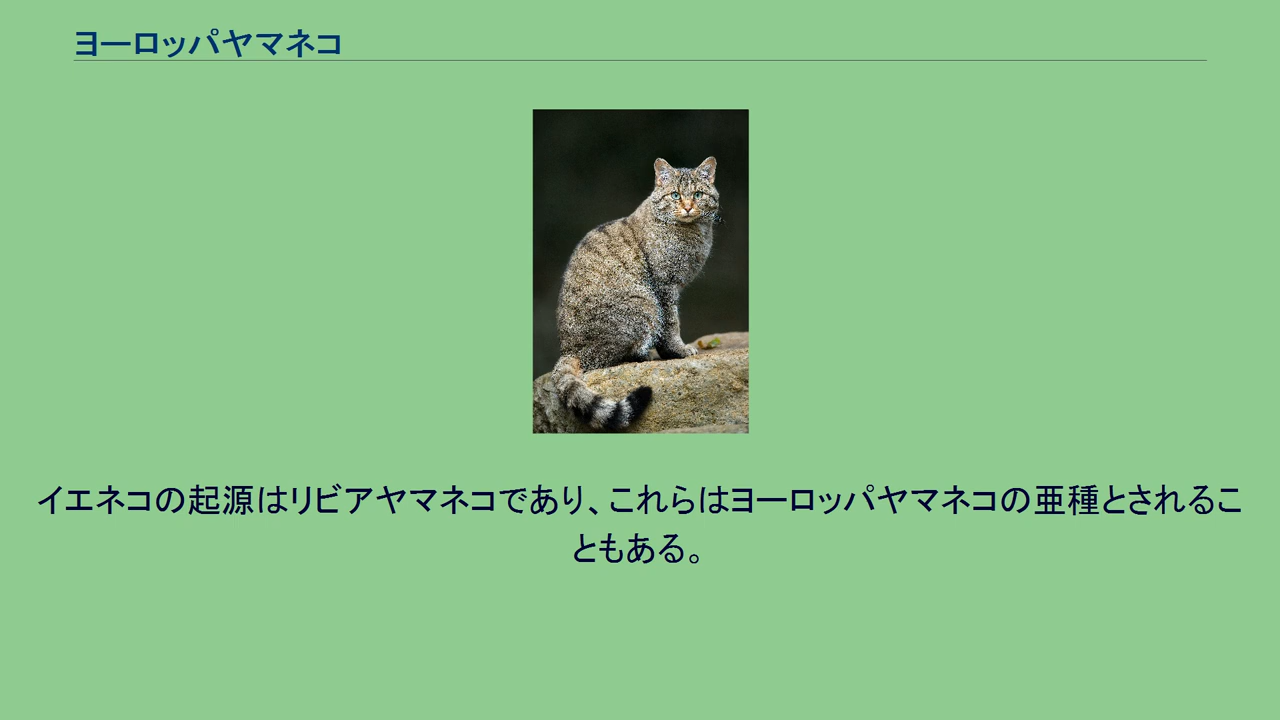 ヨーロッパヤマネコ
イエネコの起源はリビアヤマネコであり、これらはヨーロッパヤマネコの亜種とされるこ
ともある。